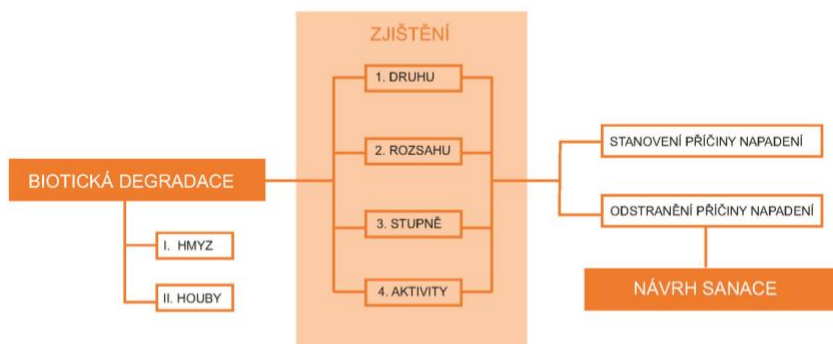 ZJIŠTĚNÍ
1. DRUHU
2. ROZSAHU
3. STUPNĚ
4. AKTIVITY
BIOTICKÁ DEGRADACE
I. HMYZ
II. HOUBY
STANOVENÍ PŘÍČINY NAPADENÍ
ODSTRANĚNÍ PŘÍČINY NAPADENÍ
NÁVRH SANACE